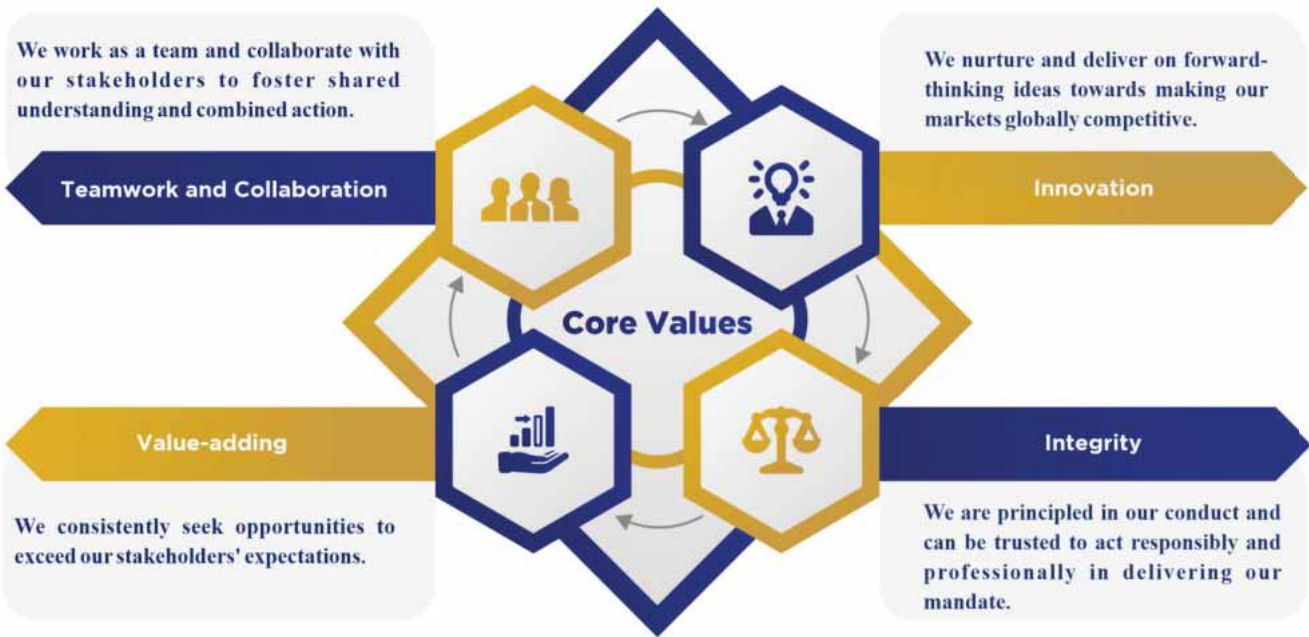 We work as a team and collaborate with
our stakeholders to foster shared
understanding and combined action.
Teamwork and Collaboration
We nurture and deliver on forward-
thinking ideas towards making our
markets globally competitive.
Innovation
Core Values
Value-adding
We consistently seek opportunities to
exceed our stakeholders' expectations.
Integrity
We are principled in our conduct and
can be trusted to act responsibly and
professionally in delivering our
mandate.